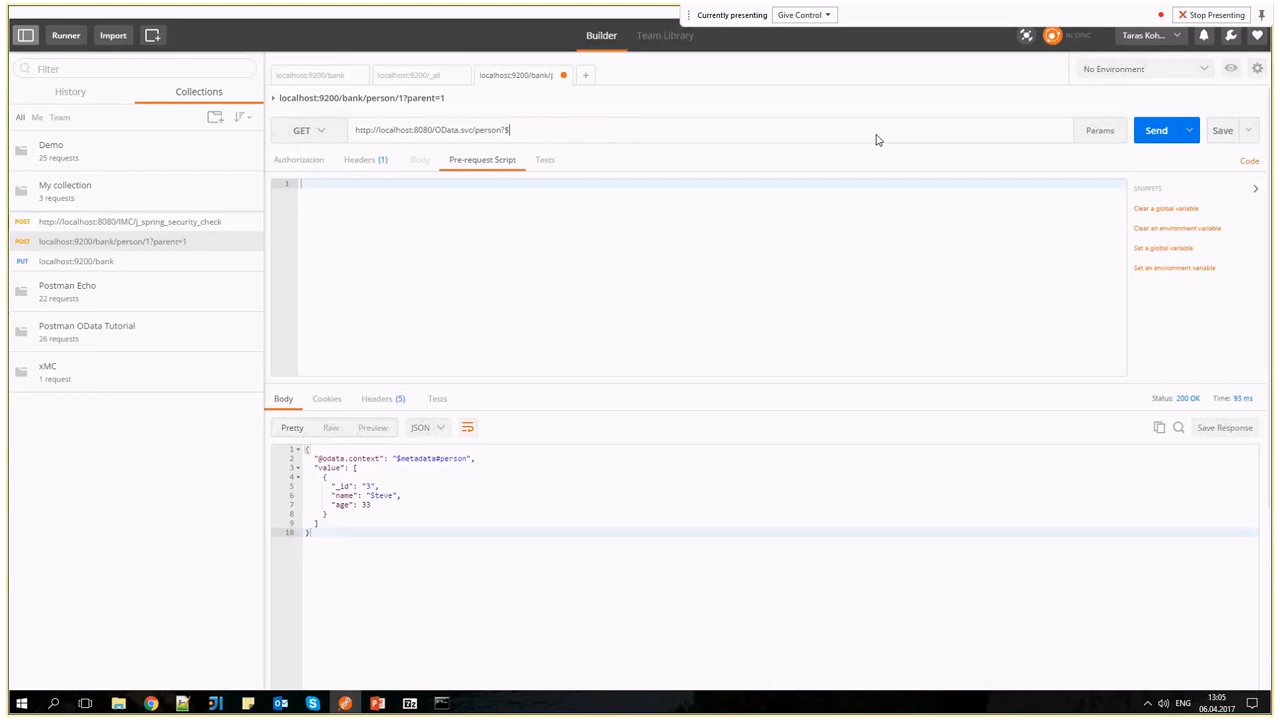 Currently presenting
Give Control
Stop Presenting
Runner
Import
Builder
Team Library
IN SYNC
Taras Koh...
Filter
History
Collections
All Me Team
Demo
25 requests
My collection
3 requests
POST http://localhost:8080/IMC/j_spring_security_check
POST localhost:9200/bank/person/1?parent=1
PUT localhost:9200/bank
Postman Echo
22 requests
Postman OData Tutorial
26 requests
xMC
1 request
localhost:9200/bank
localhost:9200/_all
localhost:9200/bank/p
+
No Environment
localhost:9200/bank/person/1?parent=1
GET
http://localhost:8080/OData.svc/person?$
Params
Send
Save
Authorization
Headers (1)
Body
Pre-request Script
Tests
Code
1
SNIPPETS
Clear a global variable
Clear an environment variable
Set a global variable
Set an environment variable
Body
Cookies
Headers (5)
Tests
Status: 200 OK
Time: 93 ms
Pretty
Raw
Preview
JSON
Save Response
1 {
2 "@odata.context": "$metadata#person",
3 "value": [
4 {
5 "_id": "3",
6 "name": "Steve",
7 "age": 33
8 }
9 ]
10 }
ENG
13:05
06.04.2017